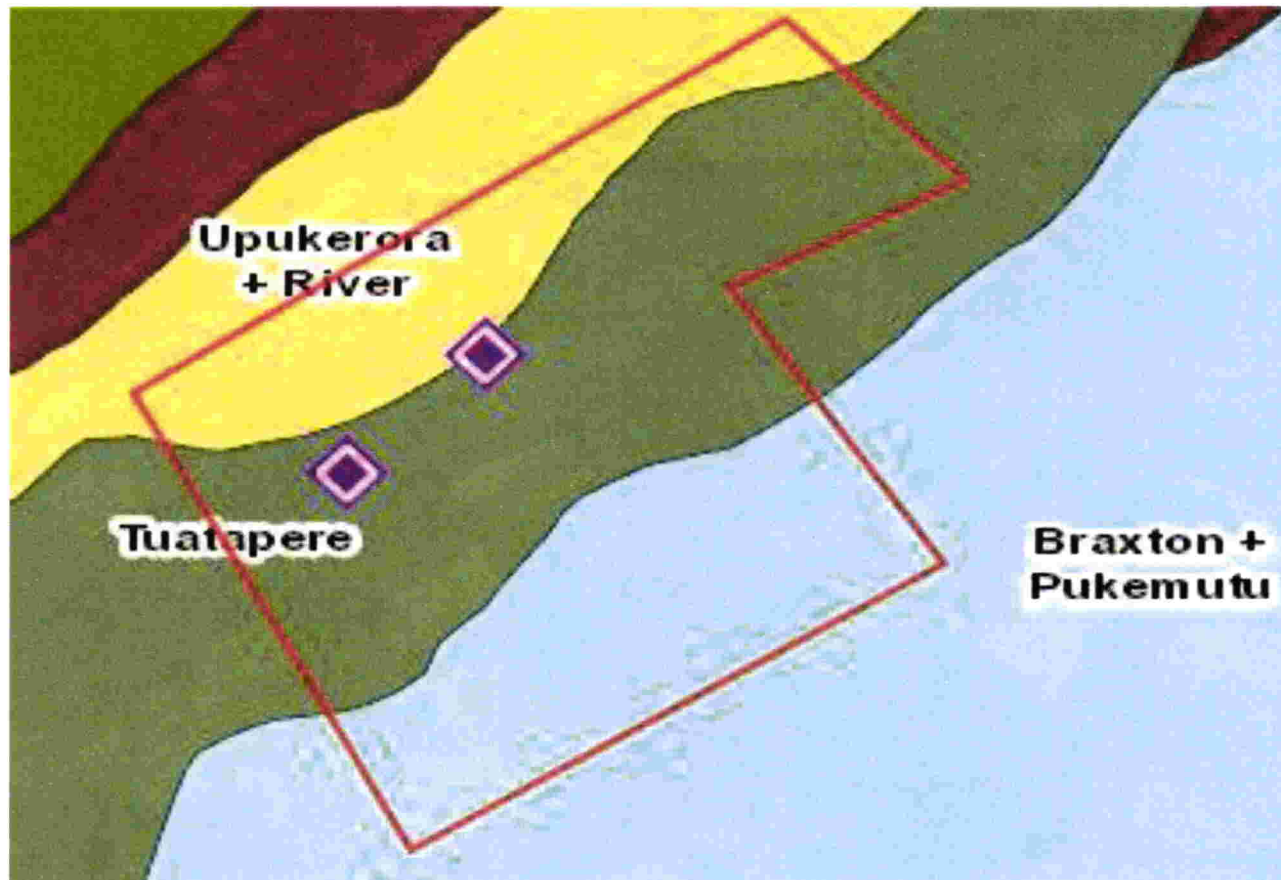 Upukerora
+ River
Tuatapere
Braxton +
Pukemutu